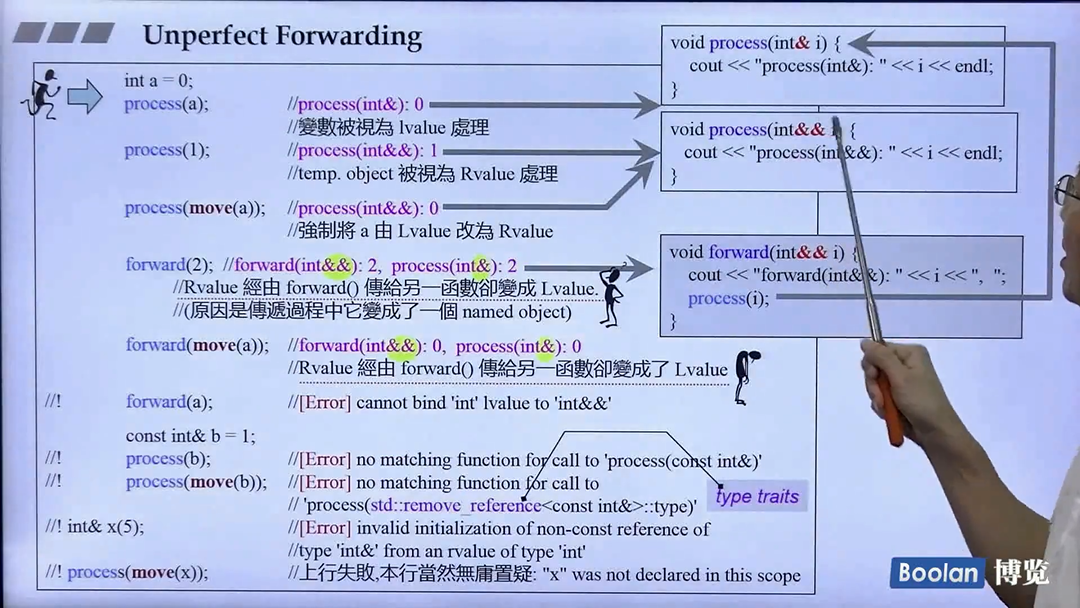 Unperfect Forwarding
int a = 0;
process(a); //process(int&): 0
//變數被視為 lvalue 處理
process(1); //process(int&&): 1
//temp. object 被視為 Rvalue 處理
process(move(a)); //process(int&&): 0
//強制將 a 由 Lvalue 改為 Rvalue
forward(2); //forward(int&&): 2, process(int&): 2
//Rvalue 經由 forward() 傳給另一函數卻變成 Lvalue.
//(原因是傳遞過程中它變成了一個 named object)
forward(move(a)); //forward(int&&): 0, process(int&): 0
//Rvalue 經由 forward() 傳給另一函數卻變成了 Lvalue
//! forward(a); //[Error] cannot bind 'int' lvalue to 'int&&'
const int& b = 1;
//! process(b); //[Error] no matching function for call to 'process(const int&)'
//! process(move(b)); //[Error] no matching function for call to
// 'process(std::remove_reference<const int&>::type)'
//! int& x(5); //[Error] invalid initialization of non-const reference of
//type 'int&' from an rvalue of type 'int'
//! process(move(x)); //上行失敗,本行當然無庸置疑: "x" was not declared in this scope
void process(int& i) {
cout << "process(int&): " << i << endl;
}
void process(int&& i) {
cout << "process(int&&): " << i << endl;
}
void forward(int&& i) {
cout << "forward(int&&): " << i << ", ";
process(i);
}
type traits
Boolan 博览